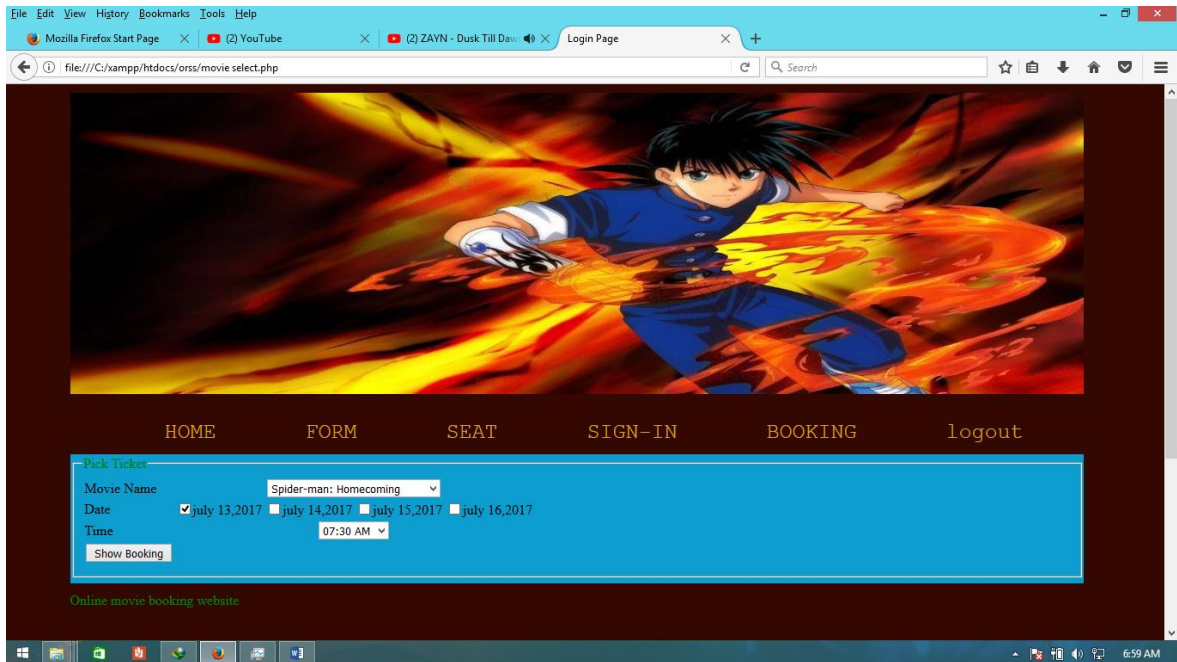 File Edit View History Bookmarks Tools Help
Mozilla Firefox Start Page (2) YouTube (2) ZAYN - Dusk Till Daw Login Page
file:///C:/xampp/htdocs/orss/movie select.php Search
HOME FORM SEAT SIGN-IN BOOKING logout
Pick Ticket
Movie Name Spider-man: Homecoming
Date july 13,2017 july 14,2017 july 15,2017 july 16,2017
Time 07:30 AM
Show Booking
Online movie booking website
6:59 AM